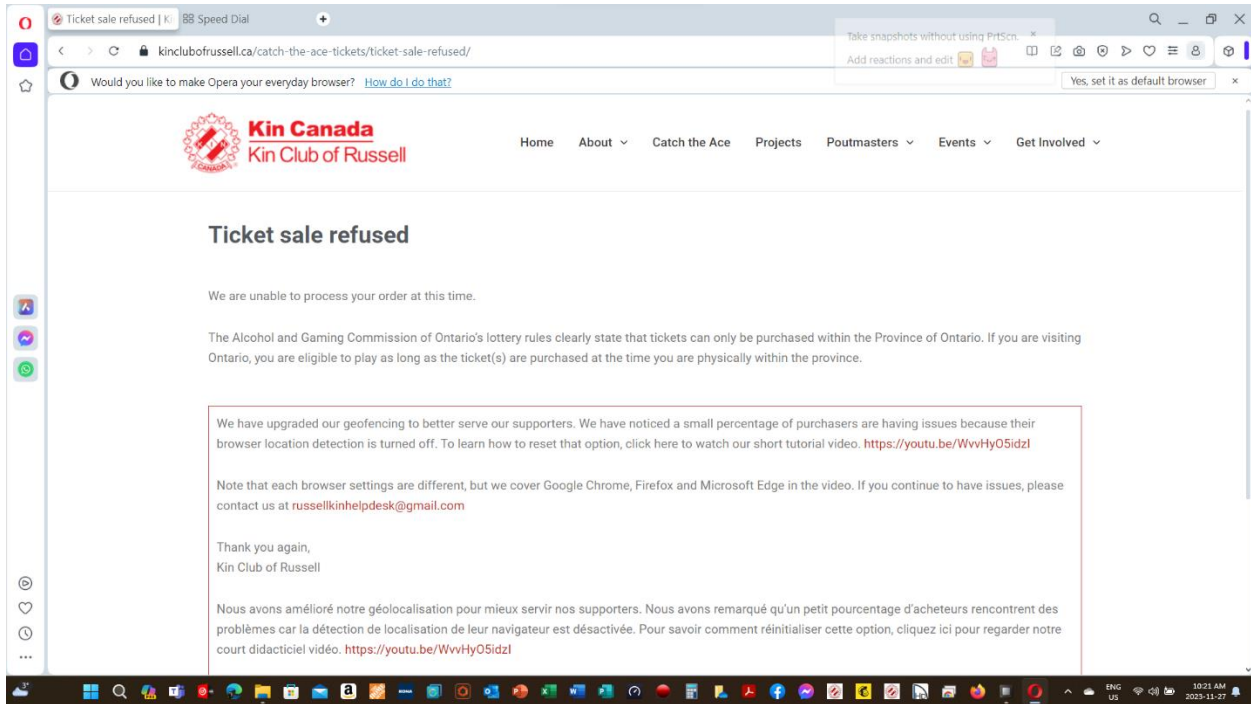 Ticket sale refused | Ki
Speed Dial
kinclubofrussell.ca/catch-the-ace-tickets/ticket-sale-refused/
Take snapshots without using PrtScn.
Add reactions and edit
Would you like to make Opera your everyday browser? How do I do that?
Yes, set it as default browser
Kin Canada
Kin Club of Russell
CANADA
Home About Catch the Ace Projects Poutmasters Events Get Involved
Ticket sale refused
We are unable to process your order at this time.
The Alcohol and Gaming Commission of Ontario's lottery rules clearly state that tickets can only be purchased within the Province of Ontario. If you are visiting
Ontario, you are eligible to play as long as the ticket(s) are purchased at the time you are physically within the province.
We have upgraded our geofencing to better serve our supporters. We have noticed a small percentage of purchasers are having issues because their
browser location detection is turned off. To learn how to reset that option, click here to watch our short tutorial video. https://youtu.be/WvvHyO5idzI
Note that each browser settings are different, but we cover Google Chrome, Firefox and Microsoft Edge in the video. If you continue to have issues, please
contact us at russellkinhelpdesk@gmail.com
Thank you again,
Kin Club of Russell
Nous avons amélioré notre géolocalisation pour mieux servir nos supporters. Nous avons remarqué qu'un petit pourcentage d'acheteurs rencontrent des
problèmes car la détection de localisation de leur navigateur est désactivée. Pour savoir comment réinitialiser cette option, cliquez ici pour regarder notre
court didacticiel vidéo. https://youtu.be/WvvHyO5idzI
3°
ENG
US
10:21 AM
2023-11-27